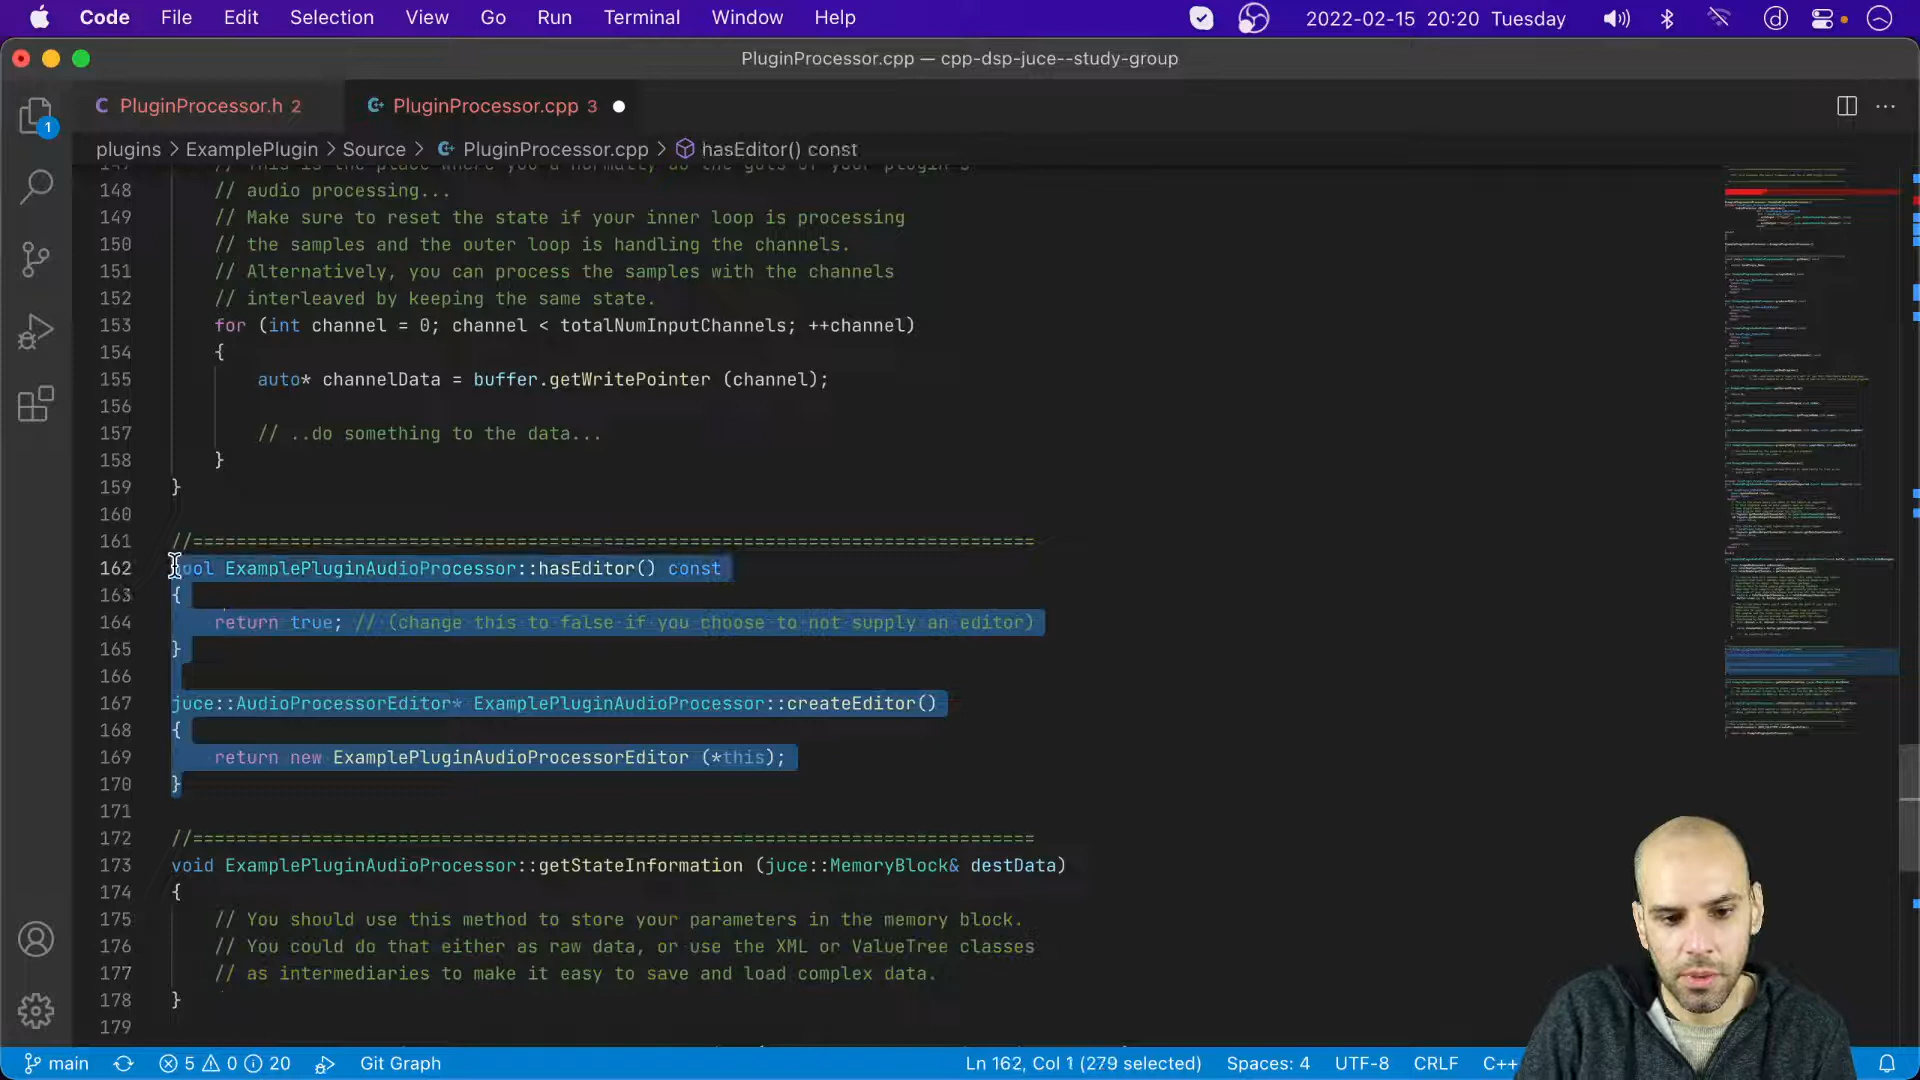 Code File Edit Selection View Go Run Terminal Window Help 2022-02-15 20:20 Tuesday
PluginProcessor.cpp — cpp-dsp-juce--study-group
PluginProcessor.h 2 PluginProcessor.cpp 3
1
plugins > ExamplePlugin > Source > PluginProcessor.cpp > hasEditor() const
148 // audio processing...
149 // Make sure to reset the state if your inner loop is processing
150 // the samples and the outer loop is handling the channels.
151 // Alternatively, you can process the samples with the channels
152 // interleaved by keeping the same state.
153 for (int channel = 0; channel < totalNumInputChannels; ++channel)
154 {
155 auto* channelData = buffer.getWritePointer (channel);
156
157 // ..do something to the data...
158 }
159 }
160
161 //==============================================================================
162 bool ExamplePluginAudioProcessor::hasEditor() const
163 {
164 return true; // (change this to false if you choose to not supply an editor)
165 }
166
167 juce::AudioProcessorEditor* ExamplePluginAudioProcessor::createEditor()
168 {
169 return new ExamplePluginAudioProcessorEditor (*this);
170 }
171
172 //==============================================================================
173 void ExamplePluginAudioProcessor::getStateInformation (juce::MemoryBlock& destData)
174 {
175 // You should use this method to store your parameters in the memory block.
176 // You could do that either as raw data, or use the XML or ValueTree classes
177 // as intermediaries to make it easy to save and load complex data.
178 }
179
main 5 0 20 Git Graph Ln 162, Col 1 (279 selected) Spaces: 4 UTF-8 CRLF C++